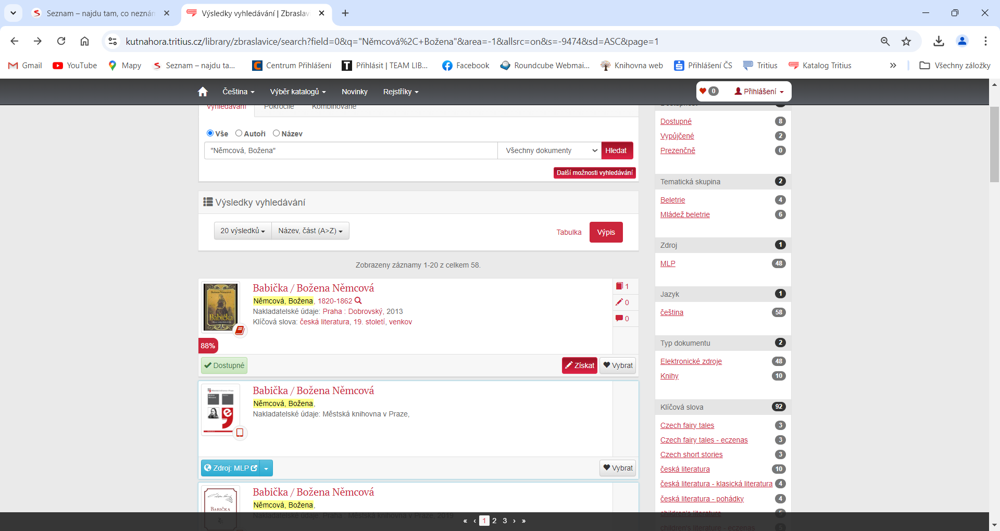 Seznam – najdu tam, co neznám
Výsledky vyhledávání | Zbraslav
kutnahora.tritius.cz/library/zbraslavice/search?field=0&q="Němcová%2C+Božena"&area=-1&allsrc=on&s=-9474&sd=ASC&page=1
Gmail YouTube Mapy Seznam – najdu ta... Centrum Přihlášení Přihlásit | TEAM LIB... Facebook Roundcube Webmai... Knihovna web Přihlášení ČS Tritius Katalog Tritius » Všechny záložky
Čeština Výběr katalogů Novinky Rejstříky 0 Přihlášení
Vyhledávání Pokročilé Kombinované
Vše Autoři Název
"Němcová, Božena" Všechny dokumenty Hledat
Další možnosti vyhledávání
Výsledky vyhledávání
20 výsledků Název, část (A>Z) Tabulka Výpis
Zobrazeny záznamy 1-20 z celkem 58.
Babička / Božena Němcová
Němcová, Božena, 1820-1862
Nakladatelské údaje: Praha : Dobrovský, 2013
Klíčová slova: česká literatura, 19. století, venkov
1
0
0
Božena Němcová
Babička
88%
Dostupné Získat Vybrat
Babička / Božena Němcová
Němcová, Božena,
Nakladatelské údaje: Městská knihovna v Praze,
Zdroj: MLP Vybrat
Babička / Božena Němcová
Němcová, Božena,
Nakladatelské údaje: Praha : Městská knihovna v Praze, 2019
BABIČKA
« ‹ 1 2 3 › »
Dostupnost
Dostupné 8
Vypůjčené 2
Prezenčně 0
Tematická skupina 2
Beletrie 4
Mládež beletrie 6
Zdroj 1
MLP 48
Jazyk 1
čeština 58
Typ dokumentu 2
Elektronické zdroje 48
Knihy 10
Klíčová slova 92
Czech fairy tales 3
Czech fairy tales - eczenas 3
Czech short stories 3
česká literatura 10
česká literatura - klasická literatura 4
česká literatura - pohádky 4
children's literature 5
children's literature - eczenas 5